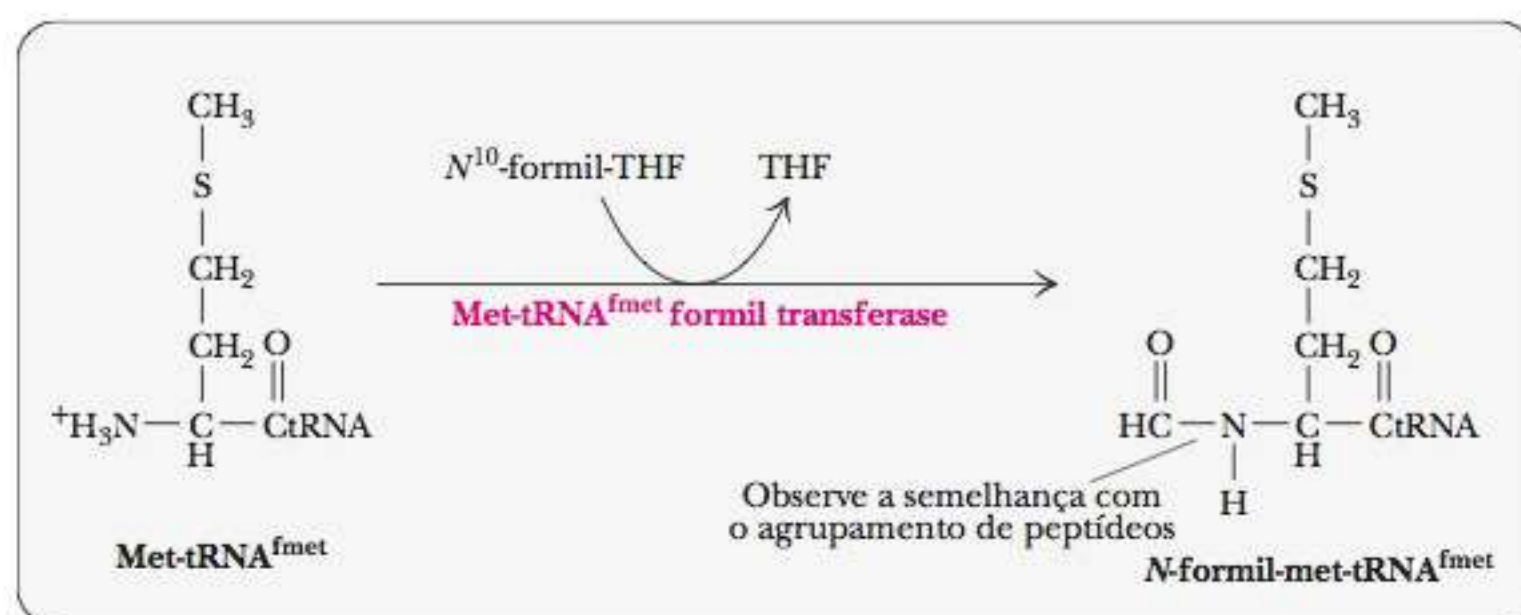 CH₃
S
CH₂
CH₂ O
⁺H₃N—C—CtRNA
H
Met-tRNAᶠᵐᵉᵗ
N¹⁰-formil-THF THF
Met-tRNAᶠᵐᵉᵗ formil transferase
CH₃
S
CH₂
O CH₂ O
HC—N—C—CtRNA
H H
Observe a semelhança com
o agrupamento de peptídeos
N-formil-met-tRNAᶠᵐᵉᵗ